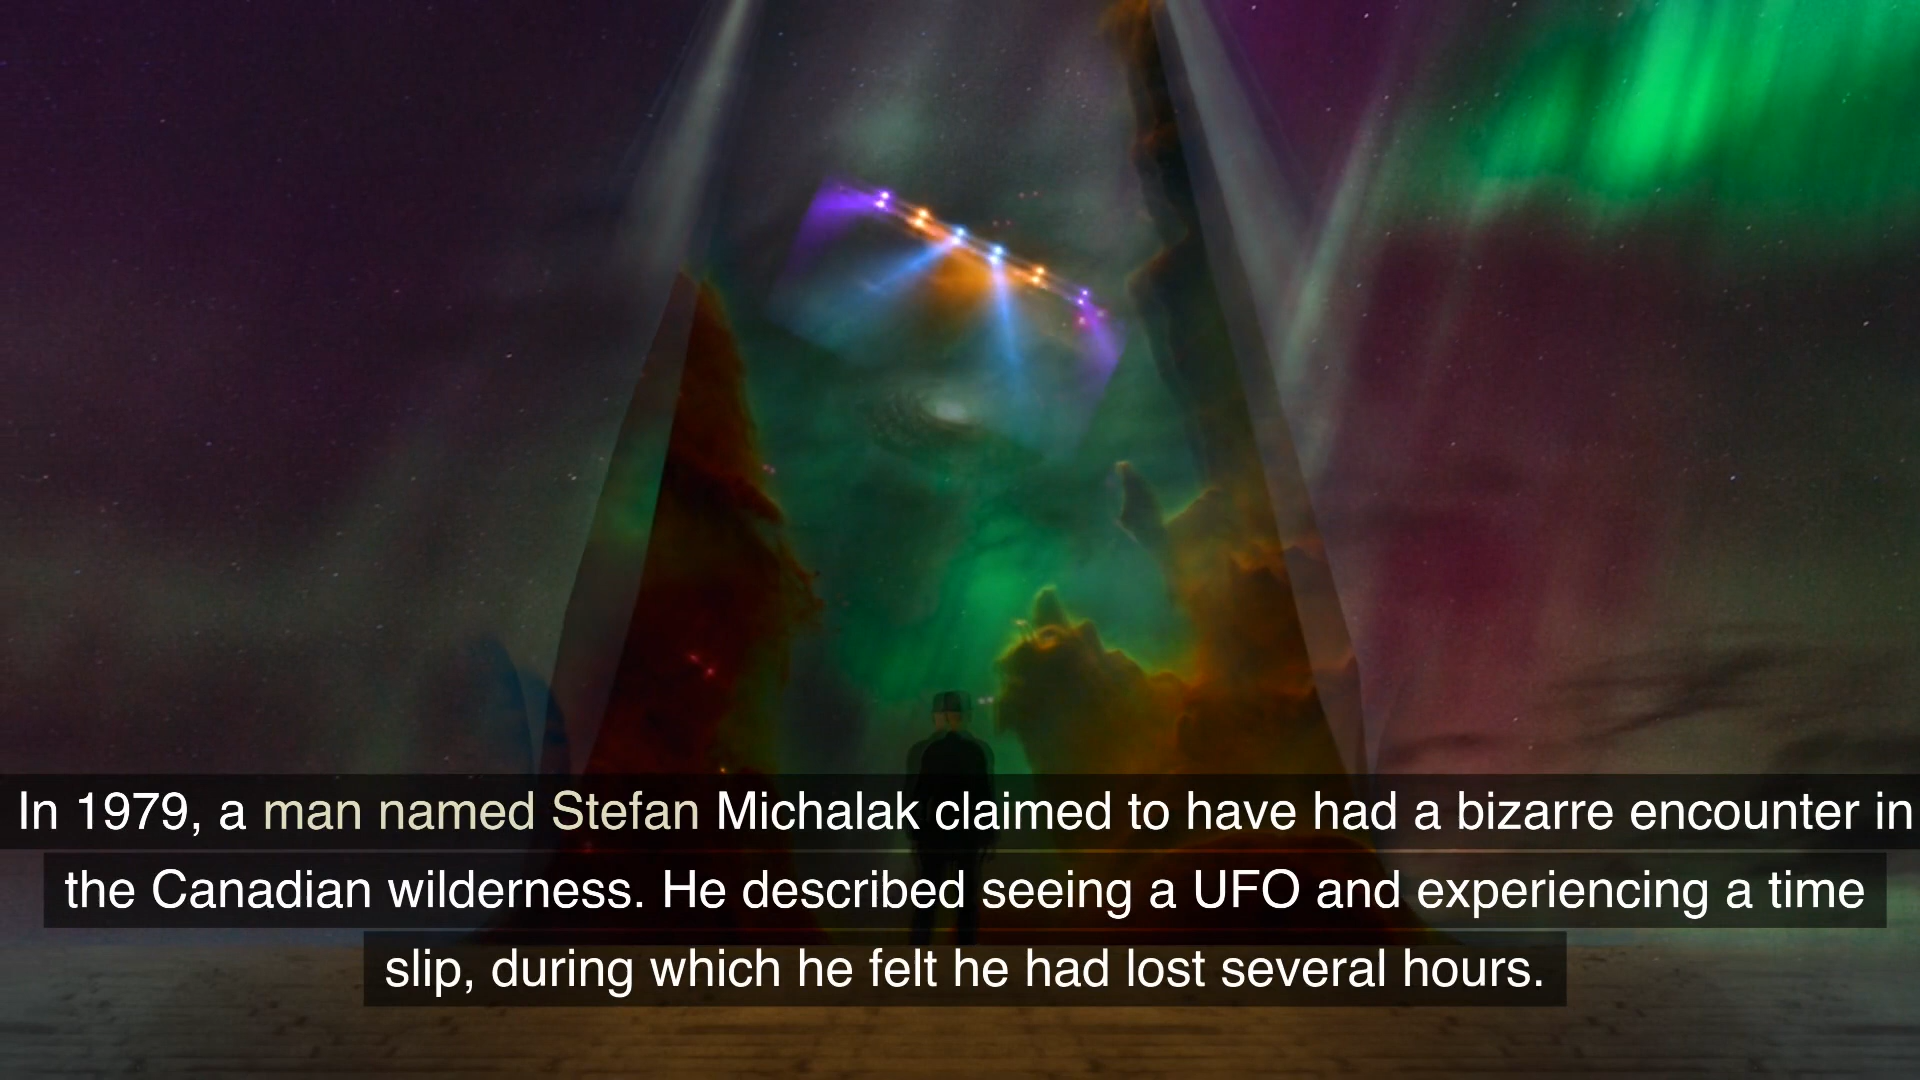 In 1979, a man named Stefan Michalak claimed to have had a bizarre encounter in
the Canadian wilderness. He described seeing a UFO and experiencing a time
slip, during which he felt he had lost several hours.